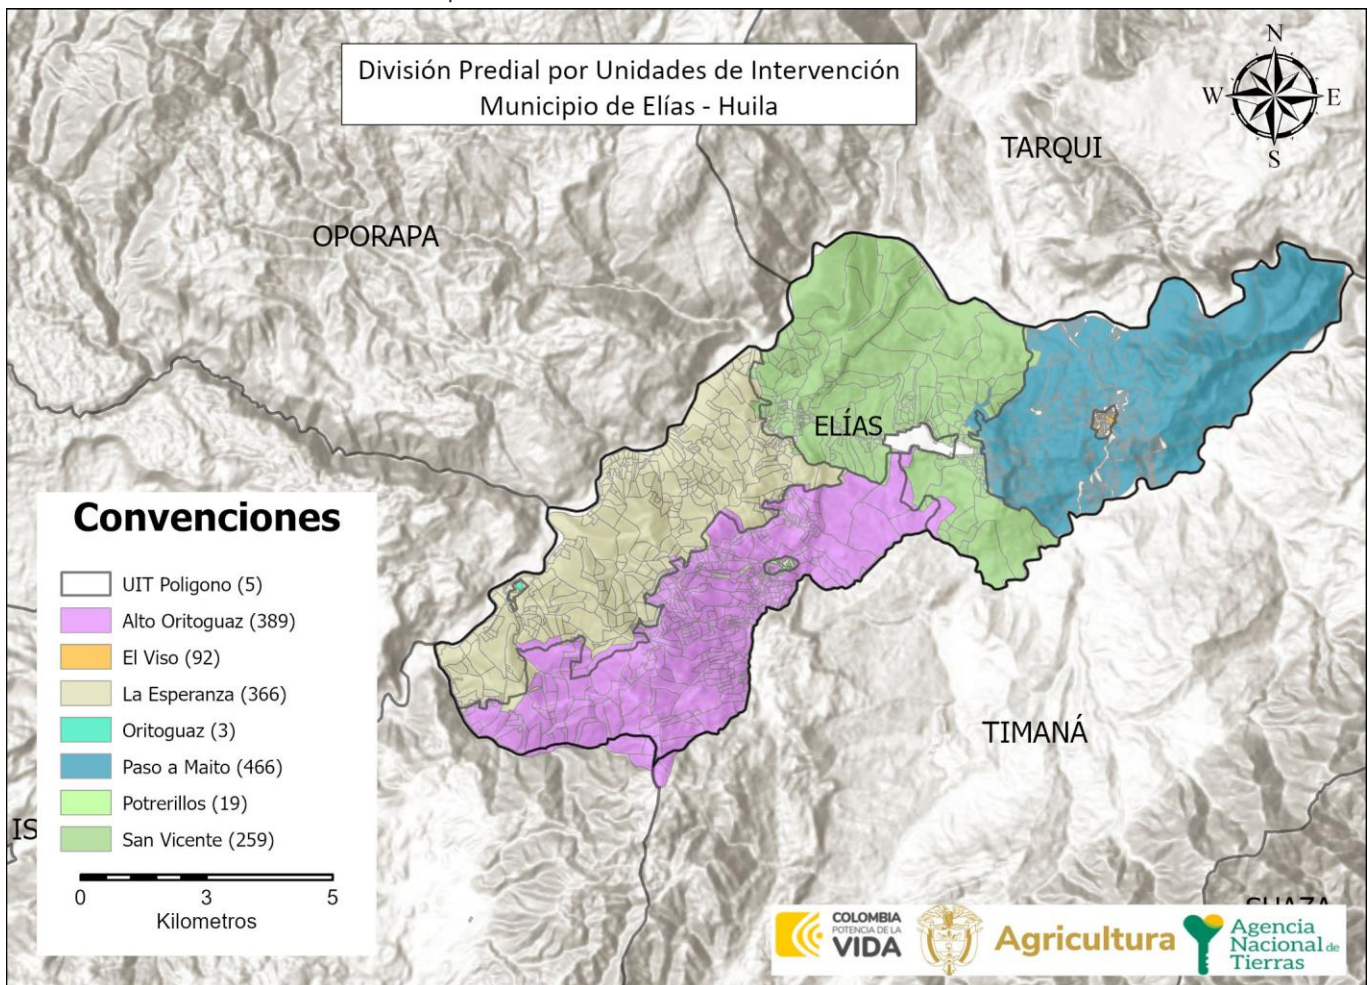 División Predial por Unidades de Intervención
Municipio de Elías - Huila
N
W
E
S
TARQUI
OPORAPA
ELÍAS
TIMANÁ
IS
Convenciones
UIT Poligono (5)
Alto Oritoguaz (389)
El Viso (92)
La Esperanza (366)
Oritoguaz (3)
Paso a Maito (466)
Potrerillos (19)
San Vicente (259)
0 3 5
Kilometros
COLOMBIA
POTENCIA DE LA
VIDA
Agricultura
Agencia
Nacional de
Tierras